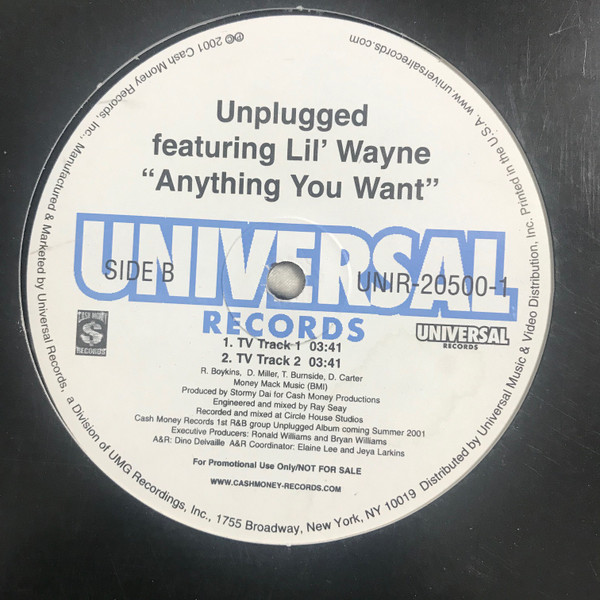 Unplugged
featuring Lil' Wayne
“Anything You Want”
UNIVERSAL
RECORDS
SIDE B
UNIR-20500-1
CASH MONEY
$
RECORDS
UNIVERSAL
RECORDS
1. TV Track 1 03:41
2. TV Track 2 03:41
R. Boykins, D. Miller, T. Burnside, D. Carter
Money Mack Music (BMI)
Produced by Stormy Dai for Cash Money Productions
Engineered and mixed by Ray Seay
Recorded and mixed at Circle House Studios
Cash Money Records 1st R&B group Unplugged Album coming Summer 2001
Executive Producers: Ronald Williams and Bryan Williams
A&R: Dino Delvaille A&R Coordinator: Elaine Lee and Jeya Larkins
For Promotional Use Only/NOT FOR SALE
WWW.CASHMONEY-RECORDS.COM
℗© 2001 Cash Money Records, Inc., Manufactured & Marketed by Universal Records, a Division of UMG Recordings, Inc., 1755 Broadway, New York, NY 10019 Distributed by Universal Music & Video Distribution, Inc. Printed in the U.S.A. www.universalrecords.com